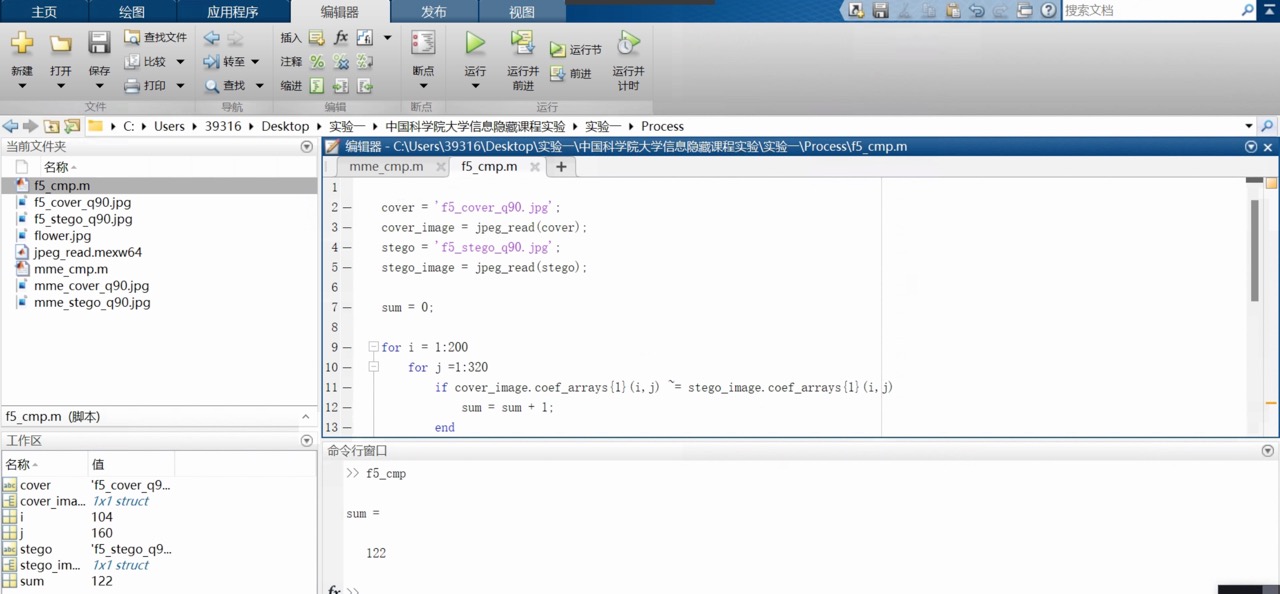 主页 绘图 应用程序 编辑器 发布 视图 搜索文档
查找文件 插入 fx 运行节
新建 打开 保存 比较 转至 注释 断点 运行 运行并前进 前进 运行并计时
打印 查找 缩进
文件 导航 编辑 断点 运行
C: Users 39316 Desktop 实验一 中国科学院大学信息隐藏课程实验 实验一 Process
当前文件夹
名称
f5_cmp.m
f5_cover_q90.jpg
f5_stego_q90.jpg
flower.jpg
jpeg_read.mexw64
mme_cmp.m
mme_cover_q90.jpg
mme_stego_q90.jpg
f5_cmp.m (脚本)
工作区
名称 值
cover 'f5_cover_q9...
cover_ima... 1x1 struct
i 104
j 160
stego 'f5_stego_q9...
stego_im... 1x1 struct
sum 122
编辑器 - C:\Users\39316\Desktop\实验一\中国科学院大学信息隐藏课程实验\实验一\Process\f5_cmp.m
mme_cmp.m f5_cmp.m
1
2 cover = 'f5_cover_q90.jpg';
3 cover_image = jpeg_read(cover);
4 stego = 'f5_stego_q90.jpg';
5 stego_image = jpeg_read(stego);
6
7 sum = 0;
8
9 for i = 1:200
10 for j =1:320
11 if cover_image.coef_arrays{1}(i,j) ~= stego_image.coef_arrays{1}(i,j)
12 sum = sum + 1;
13 end
命令行窗口
>> f5_cmp
sum =
122
fx >>